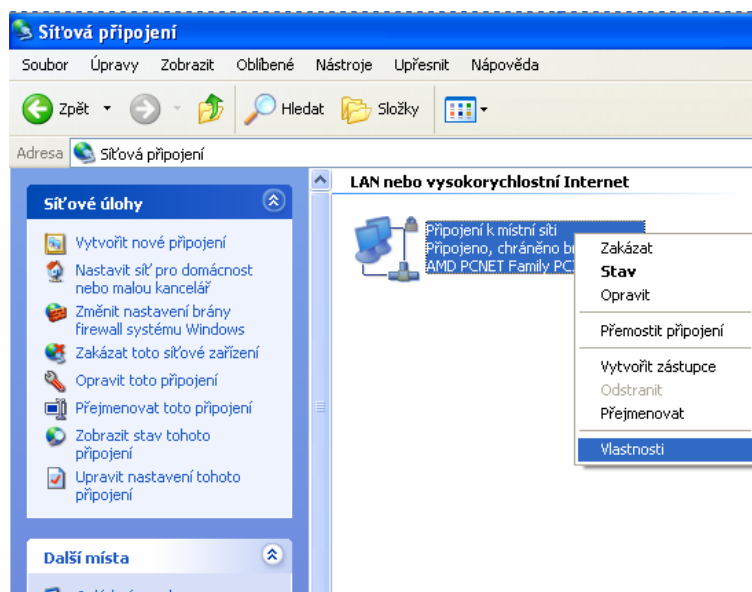 Síťová připojení
Soubor Úpravy Zobrazit Oblíbené Nástroje Upřesnit Nápověda
Zpět Hledat Složky
Adresa Síťová připojení
Síťové úlohy
Vytvořit nové připojení
Nastavit síť pro domácnost
nebo malou kancelář
Změnit nastavení brány
firewall systému Windows
Zakázat toto síťové zařízení
Opravit toto připojení
Přejmenovat toto připojení
Zobrazit stav tohoto
připojení
Upravit nastavení tohoto
připojení
Další místa
LAN nebo vysokorychlostní Internet
Připojení k místní síti
Připojeno, chráněno
AMD PCNET Family
Zakázat
Stav
Opravit
Přemostit připojení
Vytvořit zástupce
Odstranit
Přejmenovat
Vlastnosti